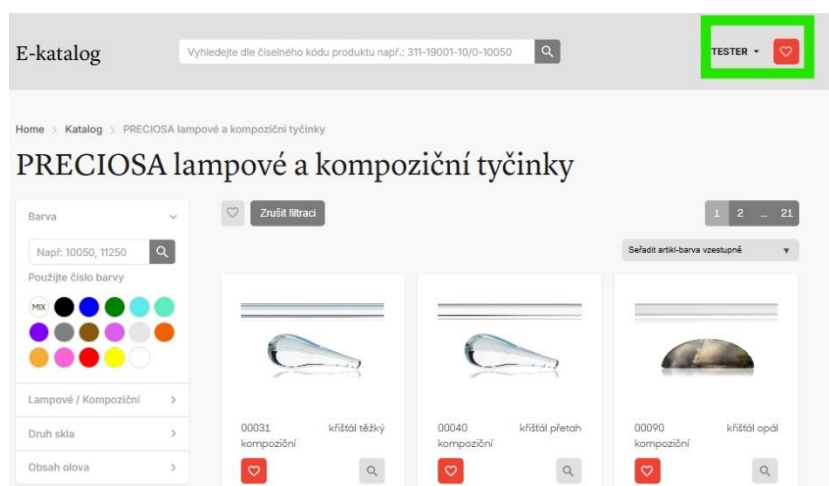 E-katalog
Vyhledejte dle číselného kódu produktu např.: 311-19001-10/0-10050
TESTER
Home > Katalog > PRECIOSA lampové a kompoziční tyčinky
PRECIOSA lampové a kompoziční tyčinky
Barva
Např: 10050, 11250
Použijte číslo barvy
MIX
Lampové / Kompoziční
Druh skla
Obsah olova
Zrušit filtraci
1 2 ... 21
Seřadit artikl-barva vzestupně
00031 křišťál těžký
kompoziční
00040 křišťál přetah
kompoziční
00090 křišťál opál
kompoziční